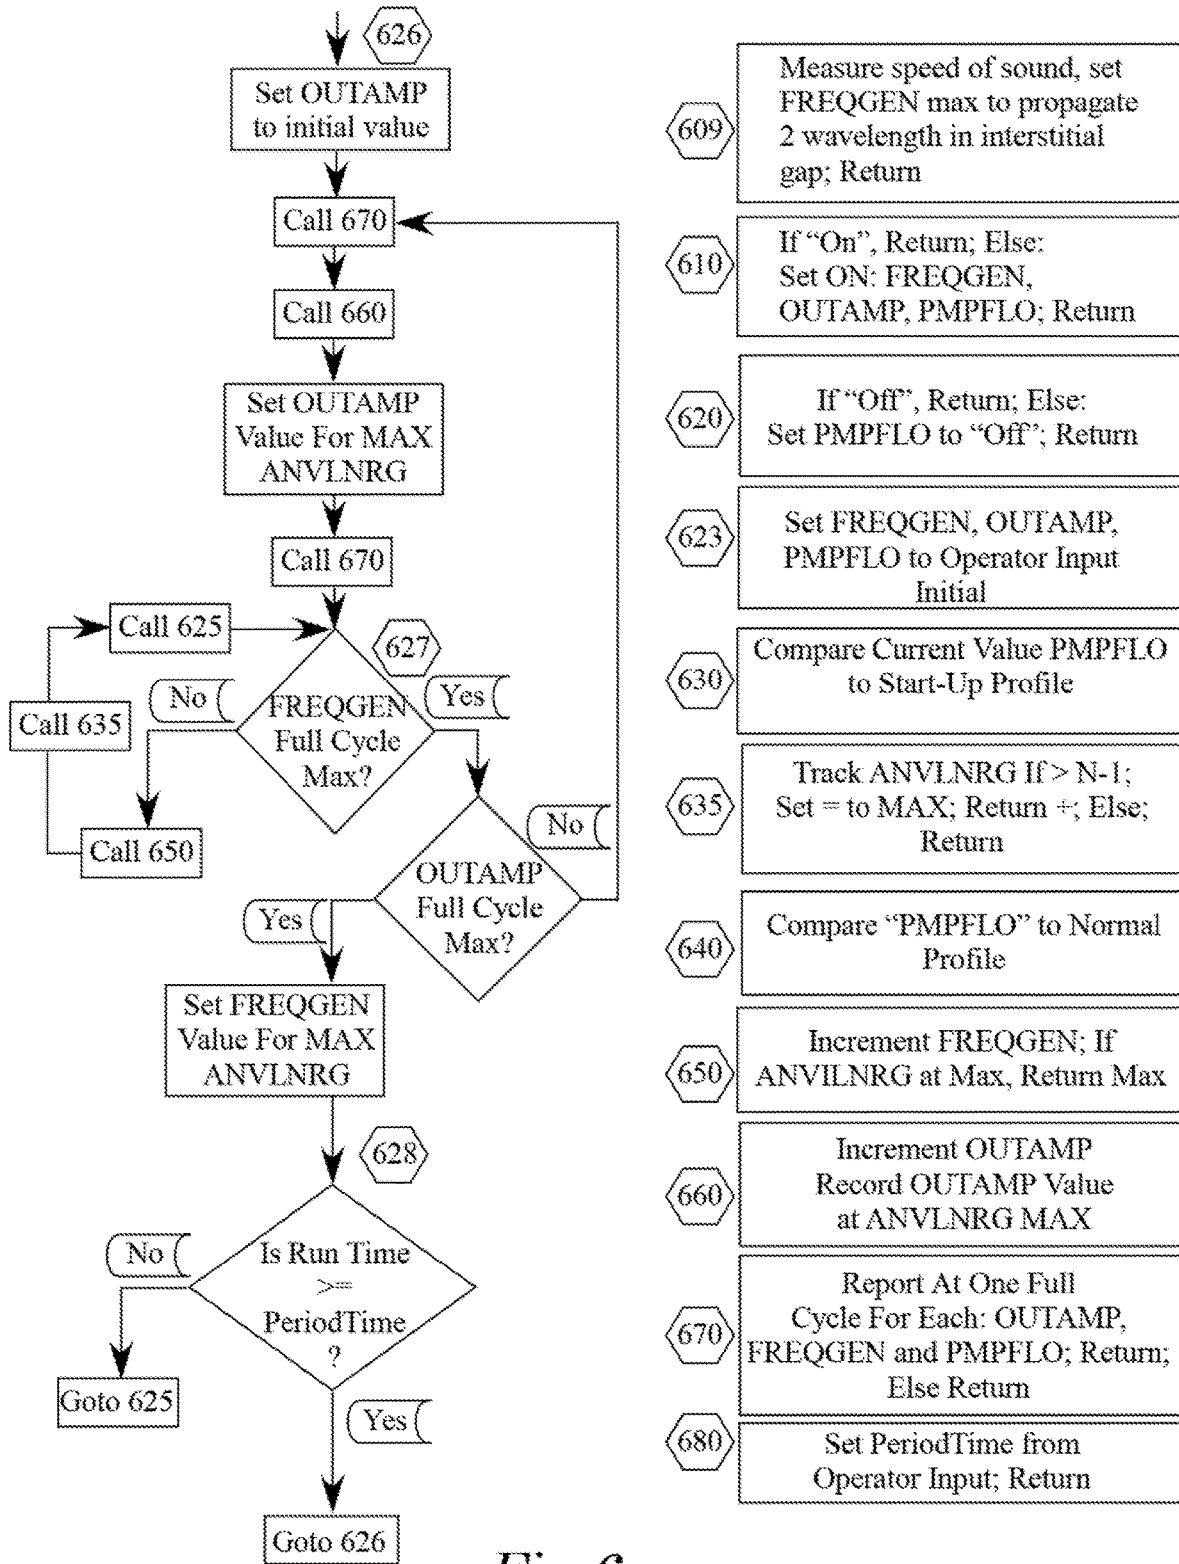 626
Set OUTAMP
to initial value
Call 670
Call 660
Set OUTAMP
Value For MAX
ANVLNRG
Call 670
Call 625
627
No
Yes
FREQGEN
Full Cycle
Max?
Call 635
Call 650
No
OUTAMP
Full Cycle
Max?
Yes
Set FREQGEN
Value For MAX
ANVLNRG
628
No
Is Run Time
>=
PeriodTime
?
Goto 625
Yes
Goto 626
609
Measure speed of sound, set
FREQGEN max to propagate
2 wavelength in interstitial
gap; Return
610
If “On”, Return; Else:
Set ON: FREQGEN,
OUTAMP, PMPFLO; Return
620
If “Off”, Return; Else:
Set PMPFLO to “Off”; Return
623
Set FREQGEN, OUTAMP,
PMPFLO to Operator Input
Initial
630
Compare Current Value PMPFLO
to Start-Up Profile
635
Track ANVLNRG If > N-1;
Set = to MAX; Return +; Else;
Return
640
Compare “PMPFLO” to Normal
Profile
650
Increment FREQGEN; If
ANVILNRG at Max, Return Max
660
Increment OUTAMP
Record OUTAMP Value
at ANVLNRG MAX
670
Report At One Full
Cycle For Each: OUTAMP,
FREQGEN and PMPFLO; Return;
Else Return
680
Set PeriodTime from
Operator Input; Return